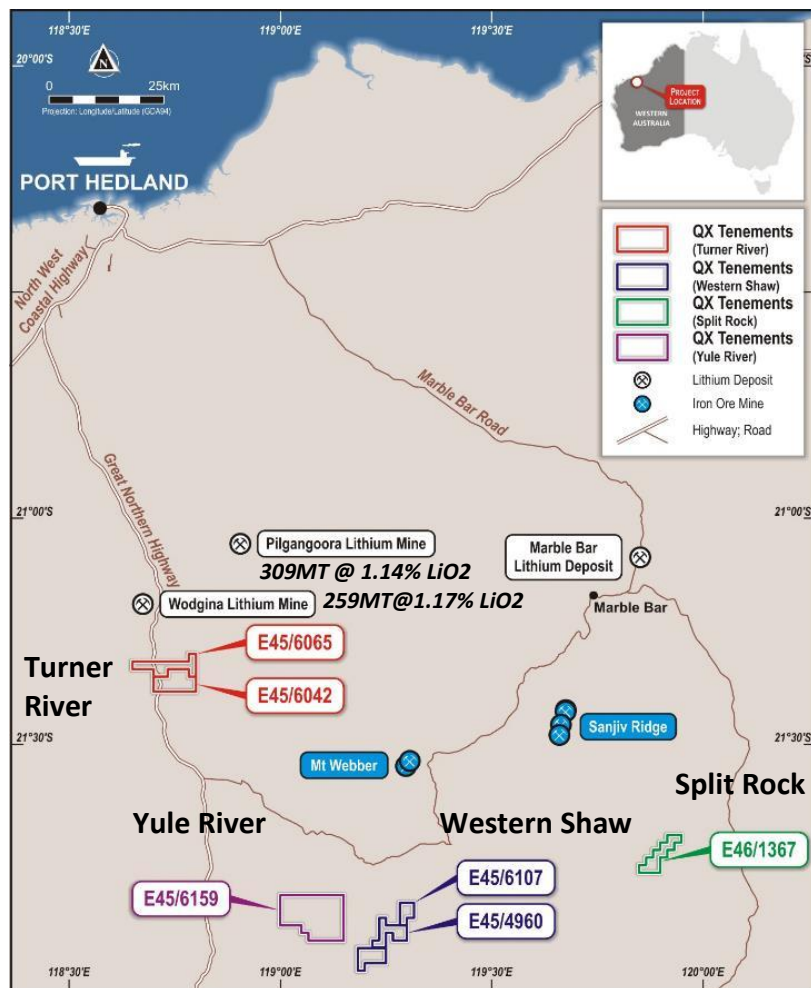 118°30'E
119°00'E
119°30'E
20°00'S
N
0
25km
Projection: Longitude/Latitude (GDA94)
PORT HEDLAND
North West
Coastal Highway
WESTERN
AUSTRALIA
PROJECT
LOCATION
QX Tenements
(Turner River)
QX Tenements
(Western Shaw)
QX Tenements
(Split Rock)
QX Tenements
(Yule River)
Lithium Deposit
Iron Ore Mine
Highway; Road
Marble Bar Road
Great Northern Highway
21°00'S
21°00'S
Pilgangoora Lithium Mine
309MT @ 1.14% LiO2
Marble Bar
Lithium Deposit
Wodgina Lithium Mine
259MT@1.17% LiO2
Marble Bar
Turner
River
E45/6065
E45/6042
Sanjiv Ridge
21°30'S
21°30'S
Mt Webber
Split Rock
Yule River
Western Shaw
E46/1367
E45/6159
E45/6107
E45/4960
118°30'E
119°00'E
119°30'E
120°00'E